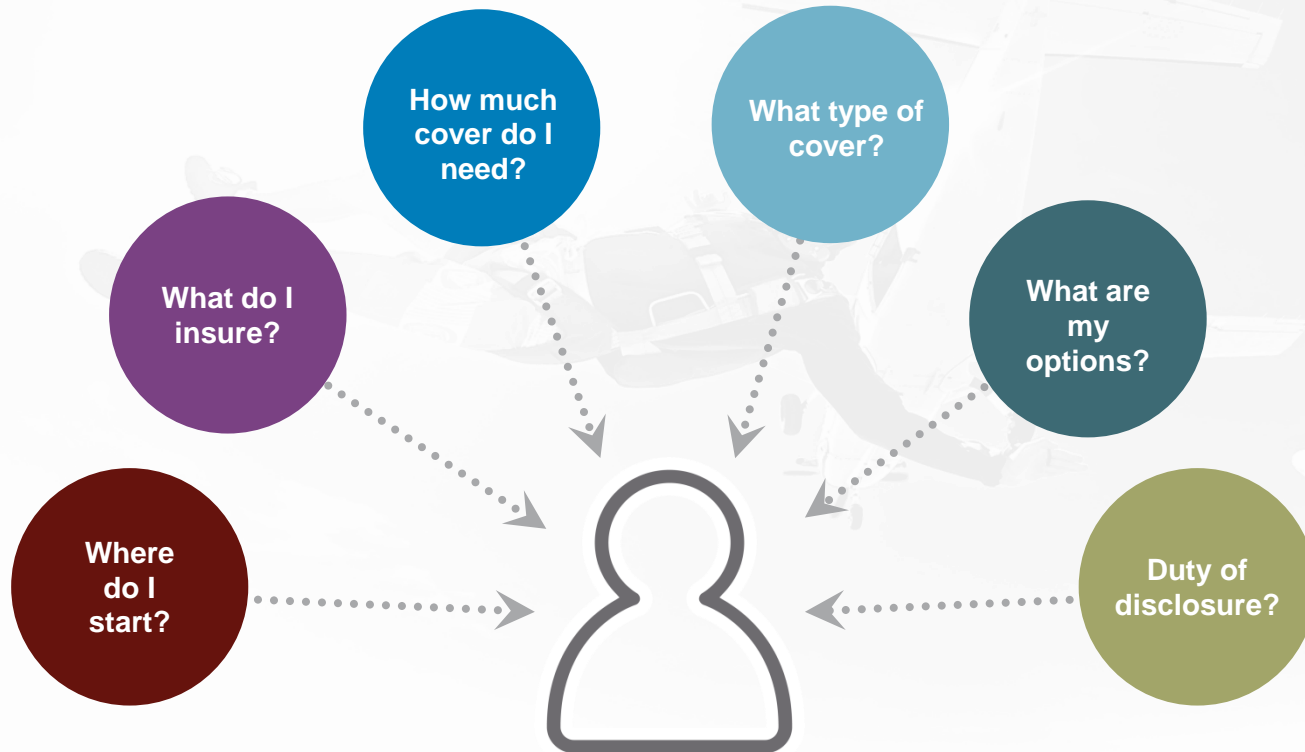 Where
do I
start?
What do I
insure?
How much
cover do I
need?
What type of
cover?
What are
my
options?
Duty of
disclosure?